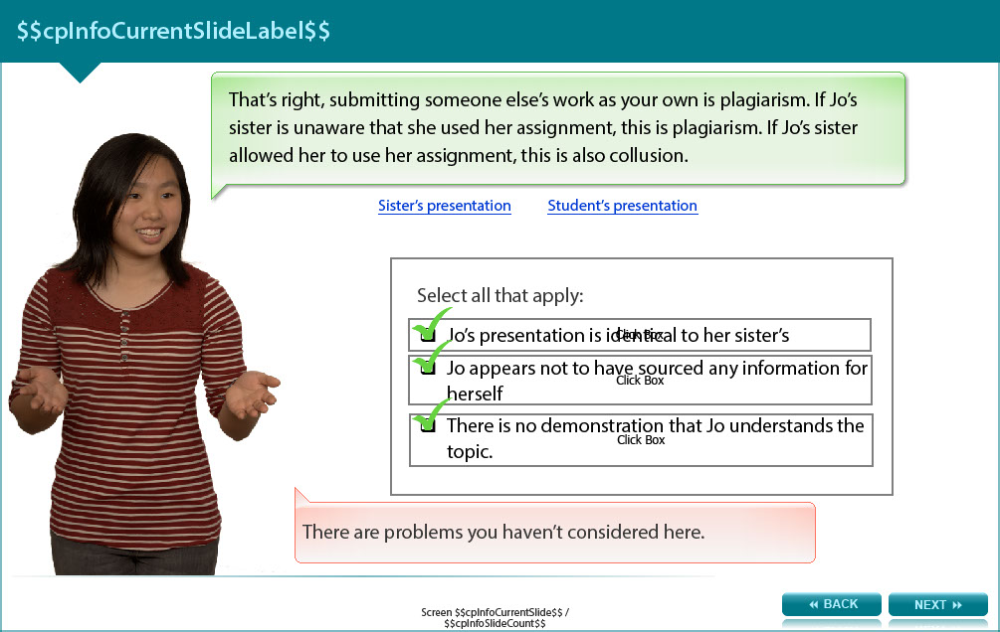 $$cpInfoCurrentSlideLabel$$
That's right, submitting someone else's work as your own is plagiarism. If Jo's
sister is unaware that she used her assignment, this is plagiarism. If Jo's sister
allowed her to use her assignment, this is also collusion.
Sister's presentation Student's presentation
Select all that apply:
Jo's presentation is identical to her sister's
Click Box
Jo appears not to have sourced any information for
Click Box
herself
There is no demonstration that Jo understands the
Click Box
topic.
There are problems you haven't considered here.
Screen $$cpInfoCurrentSlide$$ /
$$cpInfoSlideCount$$
BACK NEXT